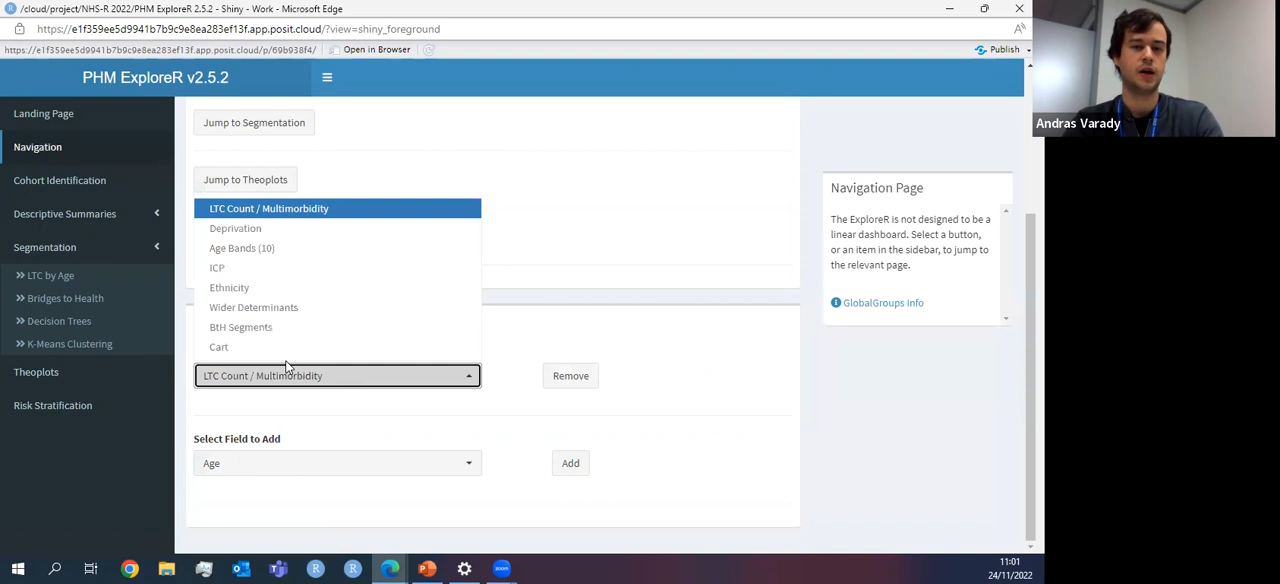 /cloud/project/NHS-R 2022/PHM ExploreR 2.5.2 - Shiny - Work - Microsoft Edge
https://e1f359ee5d9941b7b9c9e8ea283ef13f.app.posit.cloud/?view=shiny_foreground
https://e1f359ee5d9941b7b9c9e8ea283ef13f.app.posit.cloud/p/69b938f4/
Open in Browser
Publish
PHM ExploreR v2.5.2
Landing Page
Navigation
Cohort Identification
Descriptive Summaries
Segmentation
LTC by Age
Bridges to Health
Decision Trees
K-Means Clustering
Theoplots
Risk Stratification
Jump to Segmentation
Jump to Theoplots
LTC Count / Multimorbidity
Deprivation
Age Bands (10)
ICP
Ethnicity
Wider Determinants
BtH Segments
Cart
LTC Count / Multimorbidity
Remove
Select Field to Add
Age
Add
Navigation Page
The ExploreR is not designed to be a
linear dashboard. Select a button,
or an item in the sidebar, to jump to
the relevant page.
GlobalGroups Info
Andras Varady
11:01
24/11/2022